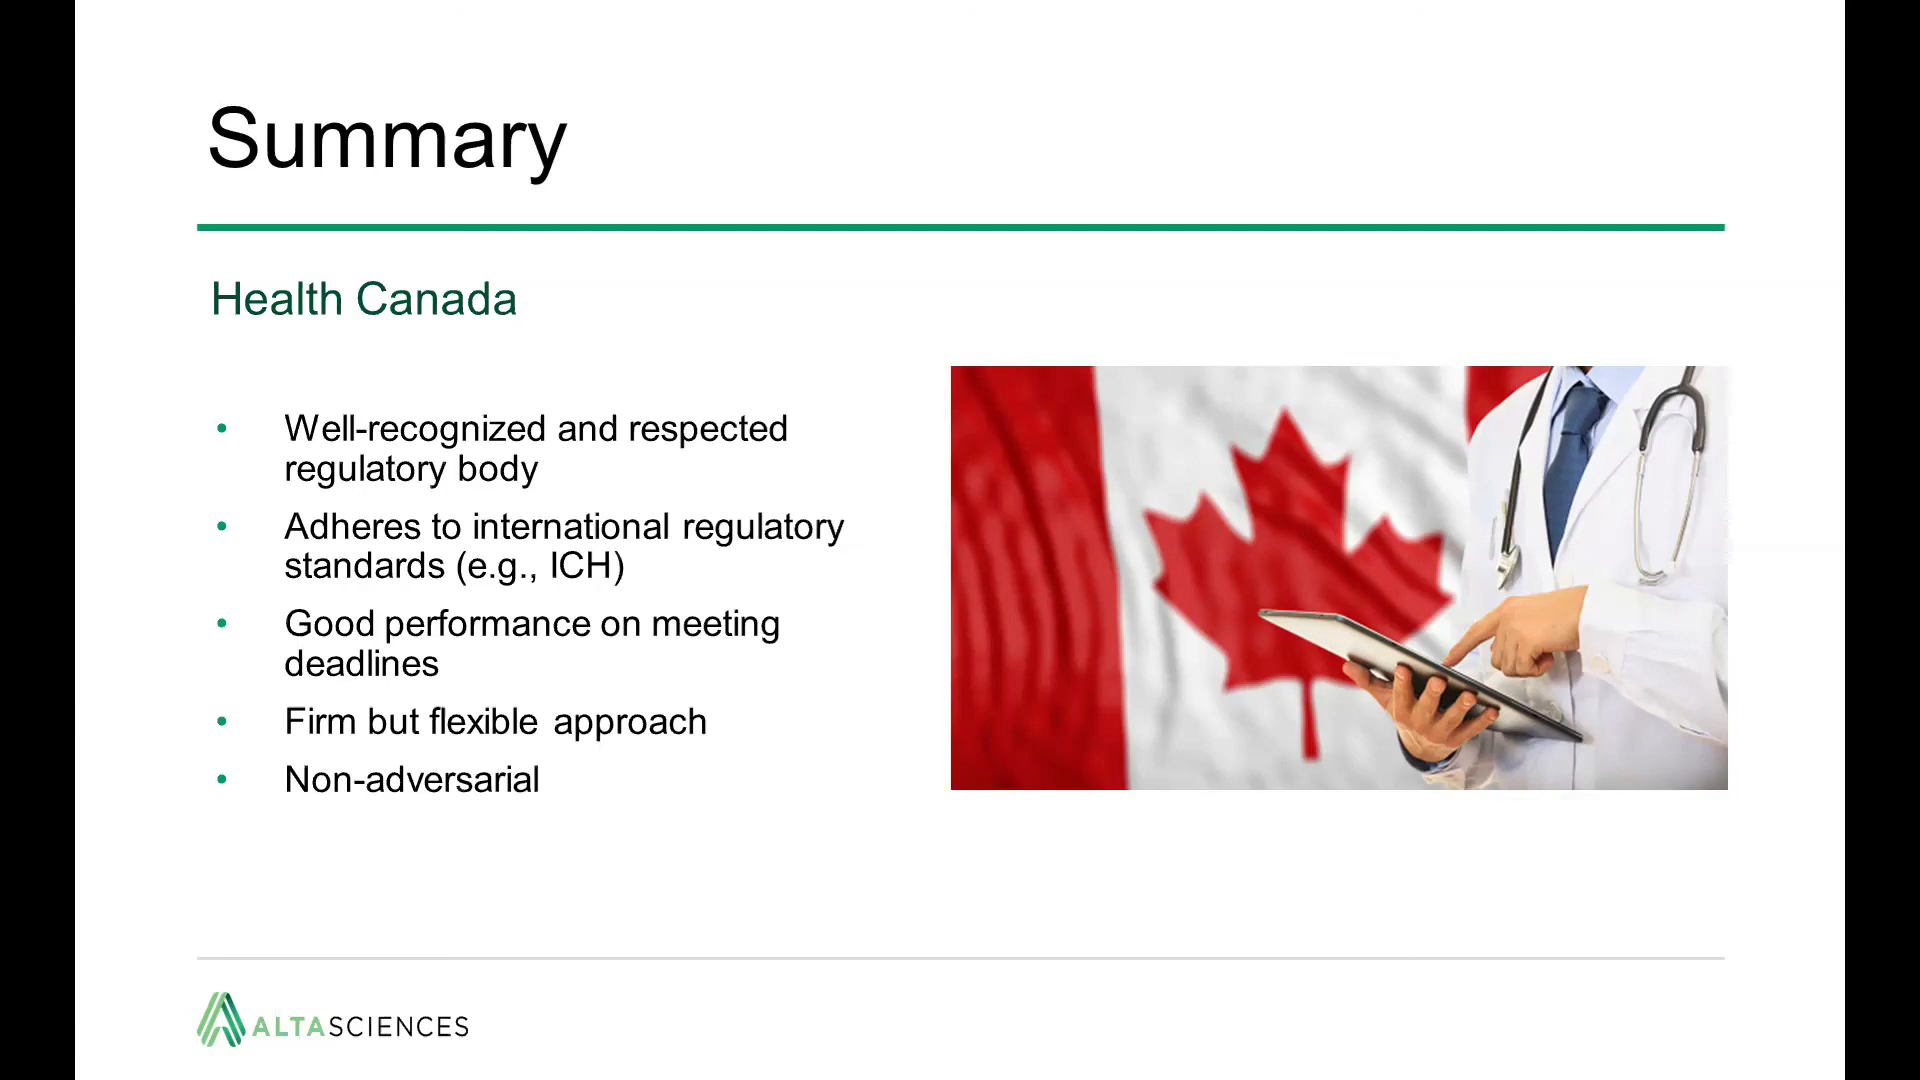 Summary
Health Canada
• Well-recognized and respected
regulatory body
• Adheres to international regulatory
standards (e.g., ICH)
• Good performance on meeting
deadlines
• Firm but flexible approach
• Non-adversarial
ALTASCIENCES